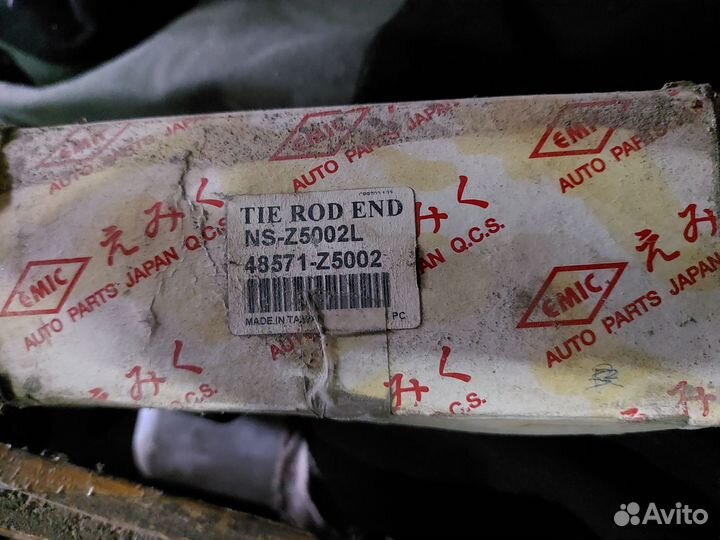 EMIC
AUTO PARTS JAPAN Q.C.S.
えみく
EMIC
AUTO PARTS JAPAN Q.C.S.
えみく
EMIC
AUTO PARTS
TIE ROD END
NS-Z5002L
48571-Z5002
MADE IN TAIWAN
PC
EMIC
AUTO PARTS JAPAN Q.C.S.
えみく
みく
Q.C.S.
Avito